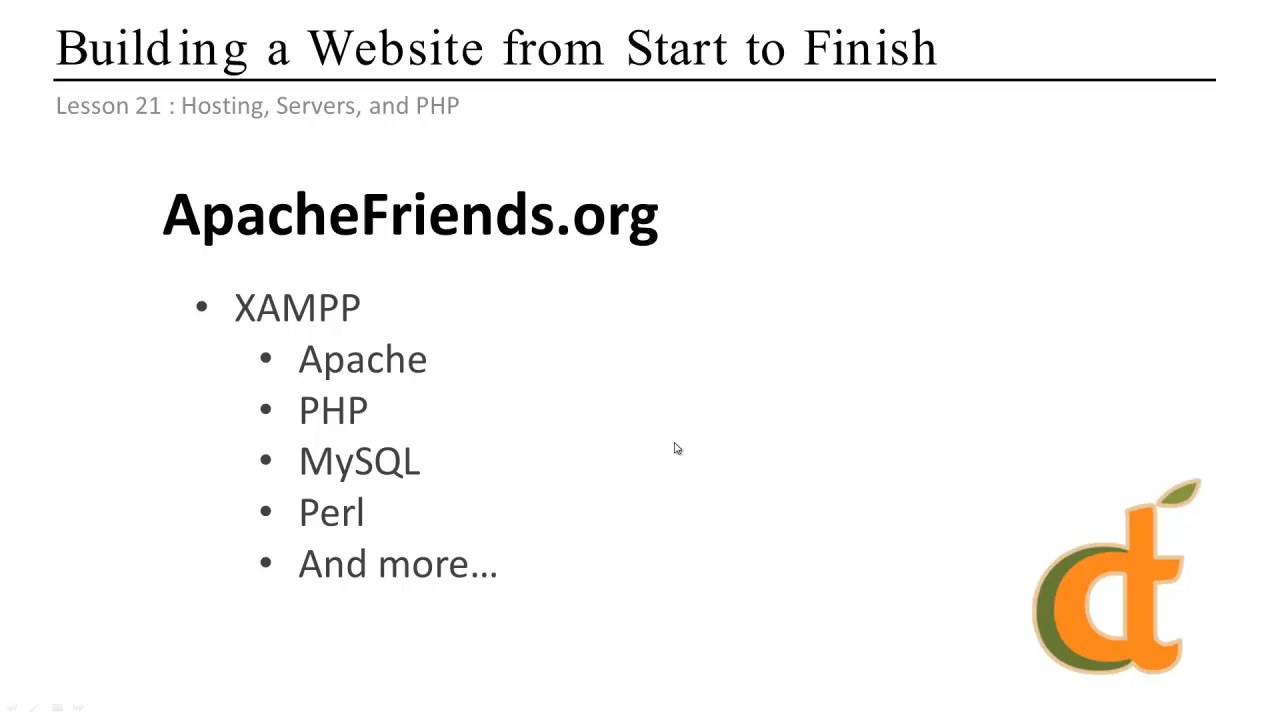 Building a Website from Start to Finish
Lesson 21 : Hosting, Servers, and PHP
ApacheFriends.org
• XAMPP
• Apache
• PHP
• MySQL
• Perl
• And more...
dt